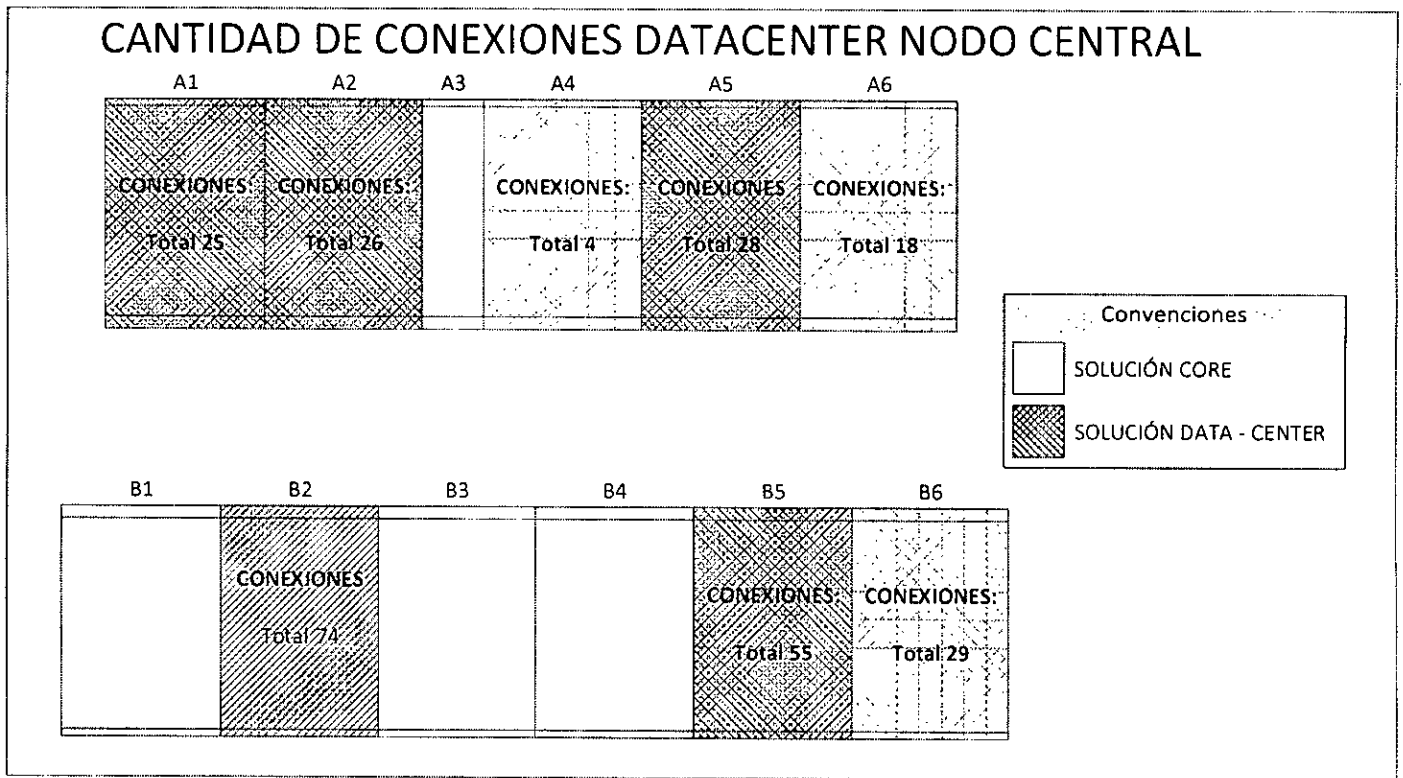 CANTIDAD DE CONEXIONES DATACENTER NODO CENTRAL
A1 A2 A3 A4 A5 A6
CONEXIONES: CONEXIONES: CONEXIONES: CONEXIONES CONEXIONES:
Total 25 Total 26 Total 4 Total 28 Total 18
Convenciones
SOLUCIÓN CORE
SOLUCIÓN DATA - CENTER
B1 B2 B3 B4 B5 B6
CONEXIONES CONEXIONES: CONEXIONES:
Total 74 Total 55 Total 29